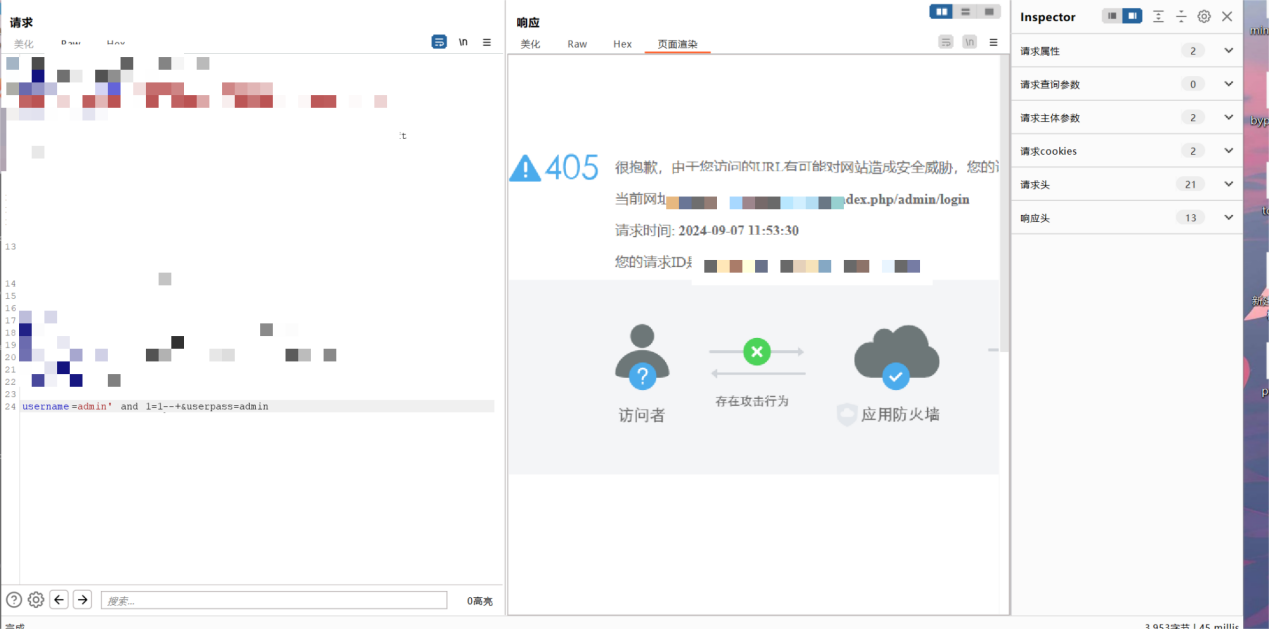 请求
美化
Hex
\n
13
14
15
16
17
18
19
20
21
22
23
24 username=admin' and 1=1--+&userpass=admin
搜索...
0高亮
完成
响应
美化 Raw Hex 页面渲染
\n
405
很抱歉，由于您访问的URL有可能对网站造成安全威胁，您的
当前网址
dex.php/admin/login
请求时间: 2024-09-07 11:53:30
您的请求ID是
访问者
存在攻击行为
应用防火墙
3,953字节 | 45 millis
Inspector
请求属性 2
请求查询参数 0
请求主体参数 2
请求cookies 2
请求头 21
响应头 13
min
byp